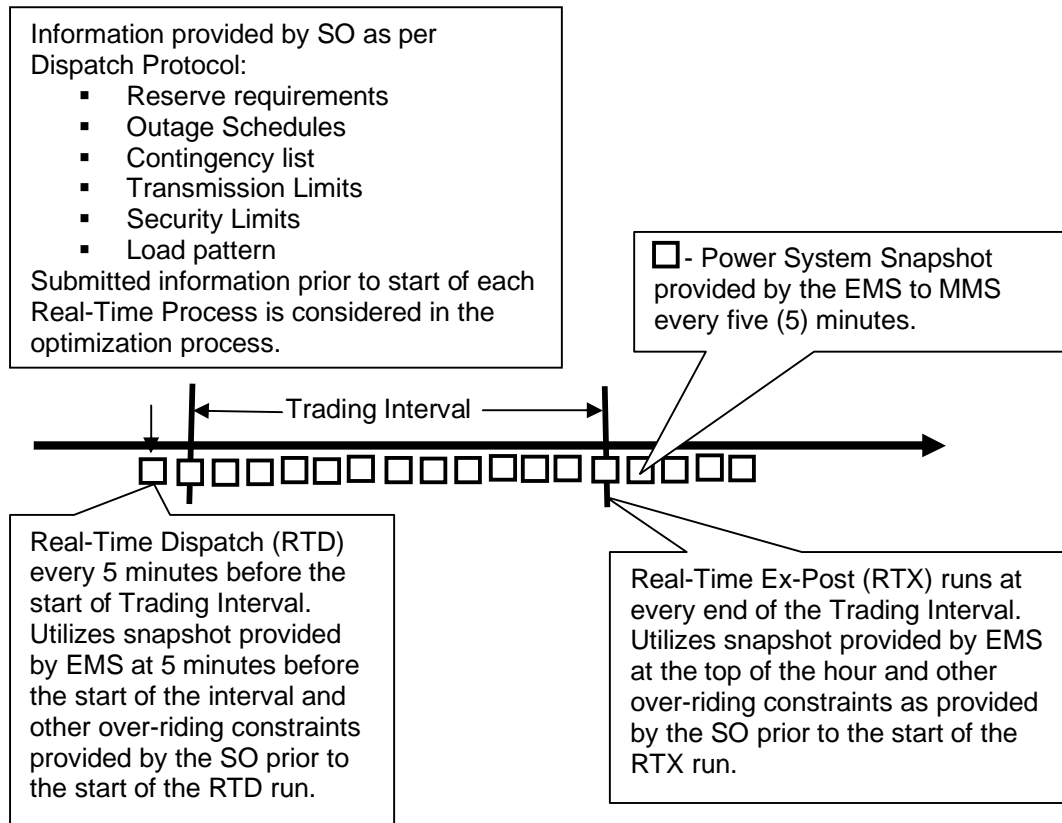 Information provided by SO as per
Dispatch Protocol:
▪ Reserve requirements
▪ Outage Schedules
▪ Contingency list
▪ Transmission Limits
▪ Security Limits
▪ Load pattern
Submitted information prior to start of each
Real-Time Process is considered in the
optimization process.
- Power System Snapshot
provided by the EMS to MMS
every five (5) minutes.
Trading Interval
Real-Time Dispatch (RTD)
every 5 minutes before the
start of Trading Interval.
Utilizes snapshot provided
by EMS at 5 minutes before
the start of the interval and
other over-riding constraints
provided by the SO prior to
the start of the RTD run.
Real-Time Ex-Post (RTX) runs at
every end of the Trading Interval.
Utilizes snapshot provided by EMS
at the top of the hour and other
over-riding constraints as provided
by the SO prior to the start of the
RTX run.